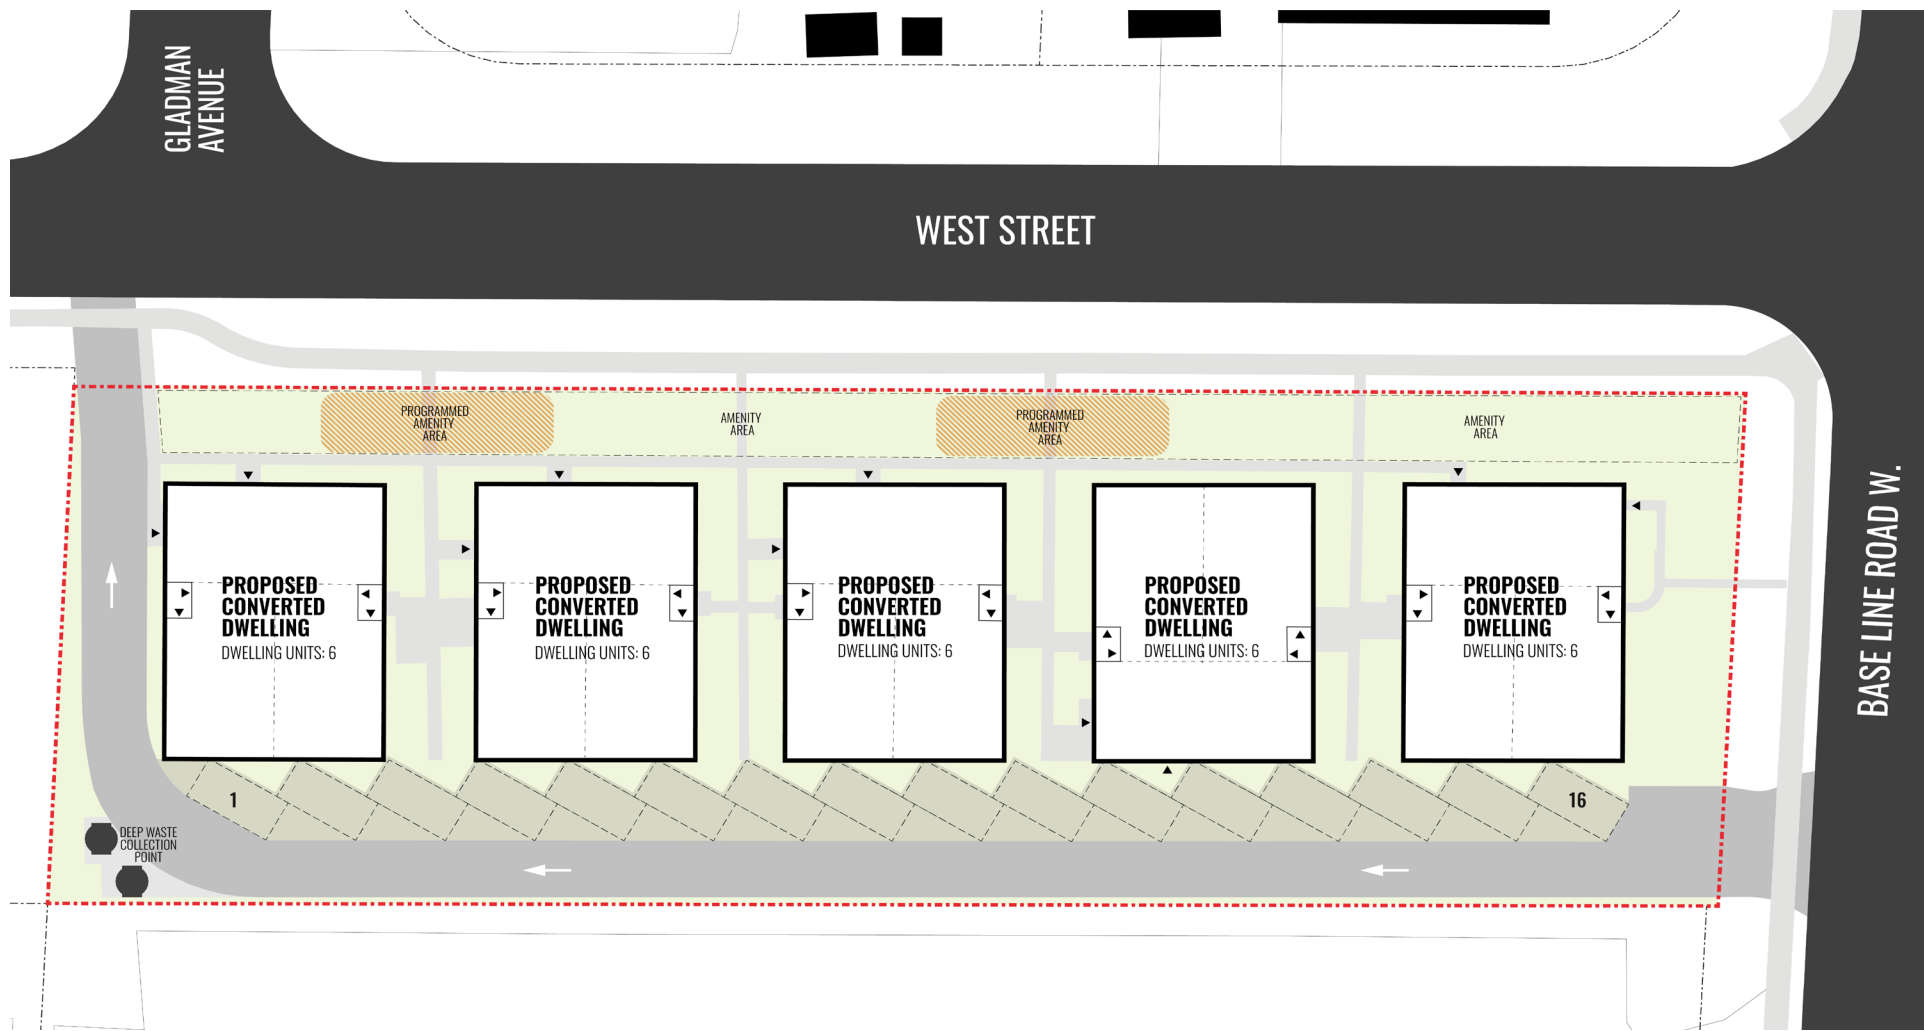 GLADMAN
AVENUE
WEST STREET
BASE LINE ROAD W.
PROGRAMMED
AMENITY
AREA
AMENITY
AREA
PROGRAMMED
AMENITY
AREA
AMENITY
AREA
PROPOSED
CONVERTED
DWELLING
DWELLING UNITS: 6
PROPOSED
CONVERTED
DWELLING
DWELLING UNITS: 6
PROPOSED
CONVERTED
DWELLING
DWELLING UNITS: 6
PROPOSED
CONVERTED
DWELLING
DWELLING UNITS: 6
PROPOSED
CONVERTED
DWELLING
DWELLING UNITS: 6
1
16
DEEP WASTE
COLLECTION
POINT